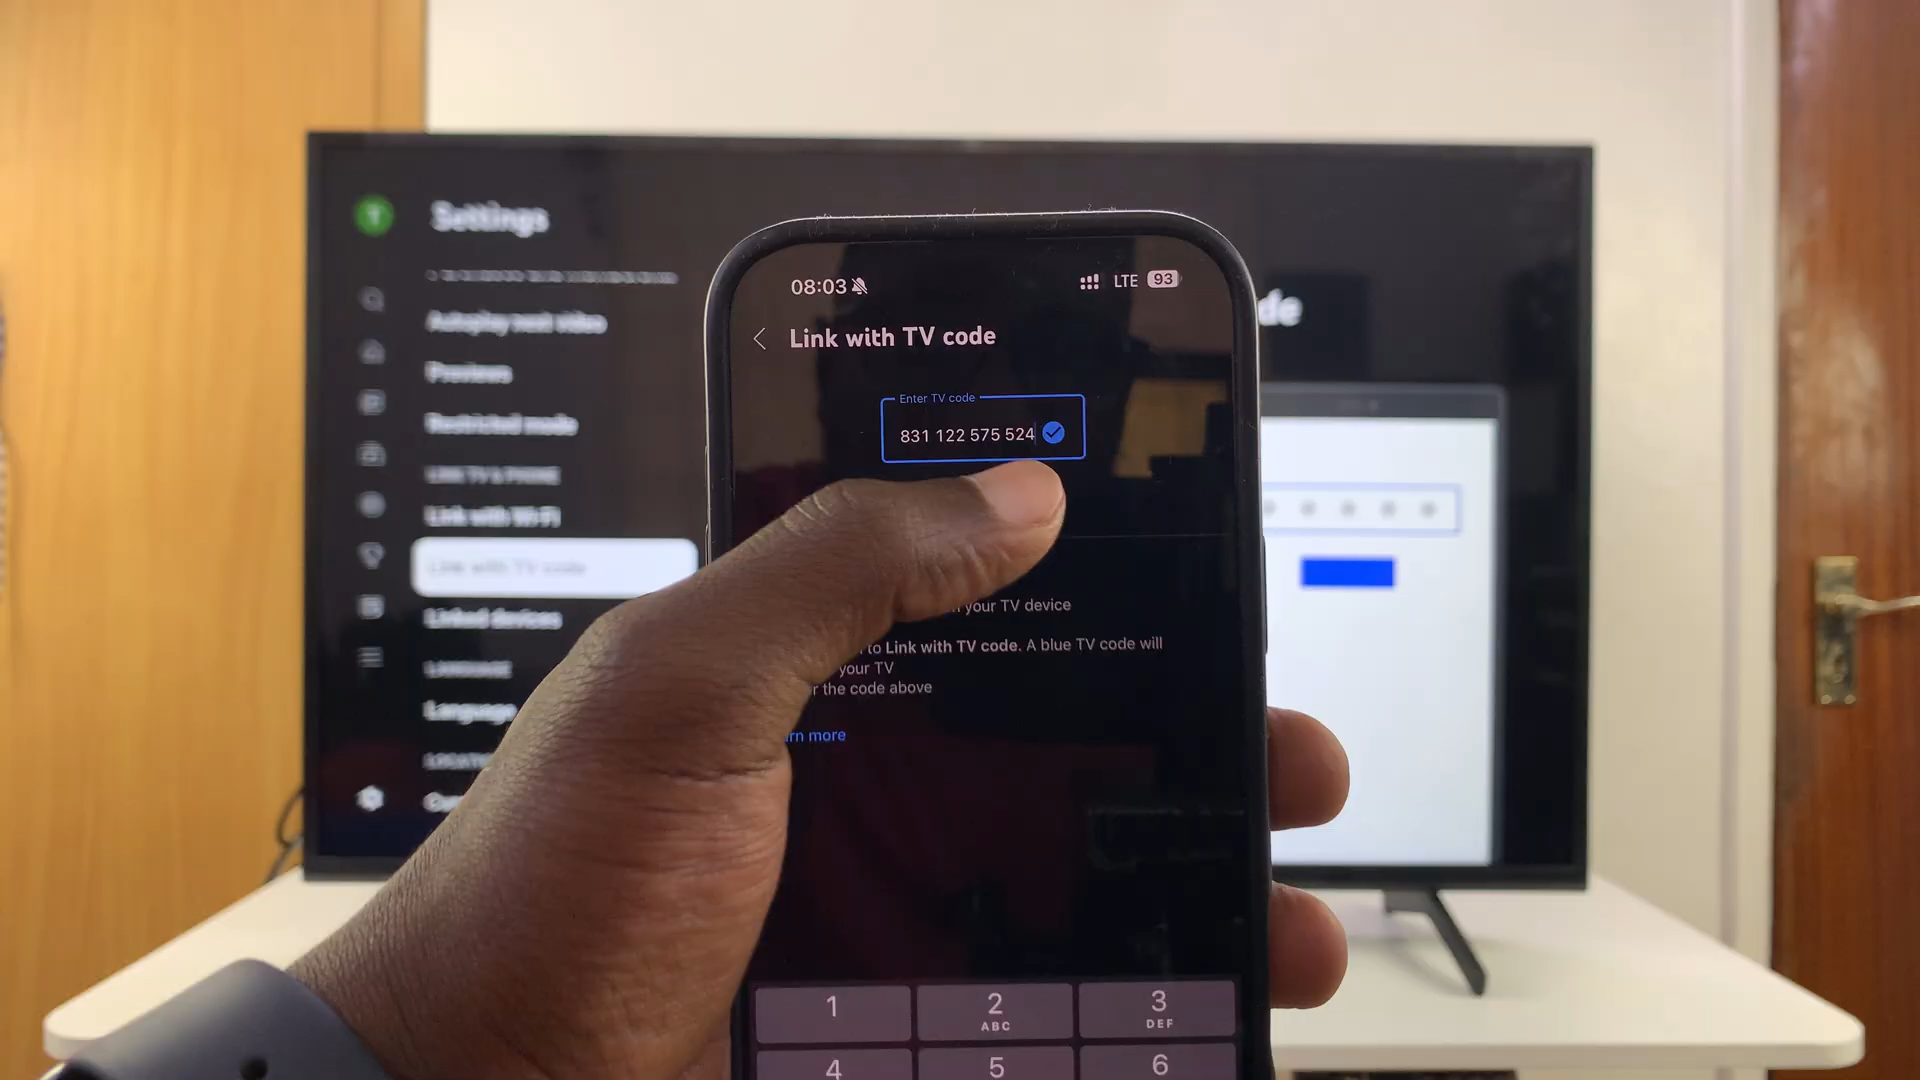 Settings
Autoplay next video
Previews
Restricted mode
LINK TV & PHONE
Link with Wi-Fi
Link with TV code
Linked devices
LANGUAGE
Language
de
08:03
LTE 93
Link with TV code
Enter TV code
831 122 575 524
your TV device
to Link with TV code. A blue TV code will
your TV
the code above
rn more
1
2
ABC
3
DEF
4
5
6